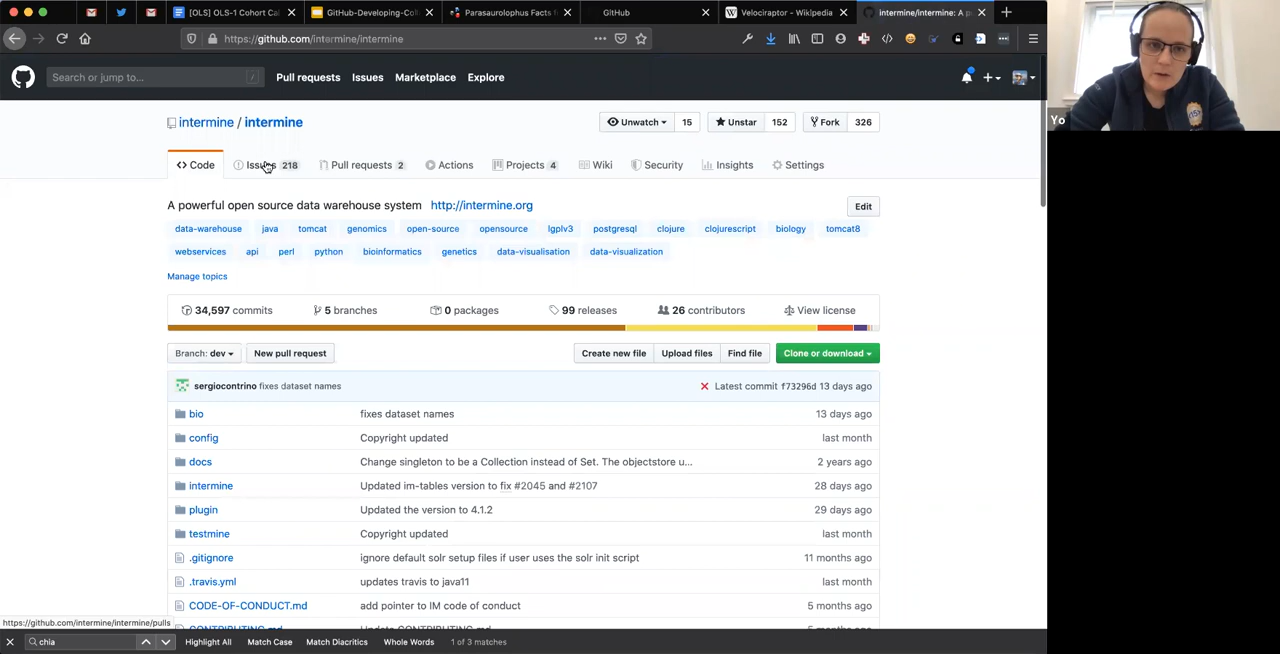 [OLS] OLS-1 Cohort Cal
GitHub-Developing-Coll
Parasaurolophus Facts fo
GitHub
Velociraptor - Wikipedia
intermine/intermine: A po
https://github.com/intermine/intermine
Search or jump to...
/
Pull requests
Issues
Marketplace
Explore
intermine / intermine
Unwatch 15
Unstar 152
Fork 326
Code
Issues 218
Pull requests 2
Actions
Projects 4
Wiki
Security
Insights
Settings
A powerful open source data warehouse system http://intermine.org
Edit
data-warehouse java tomcat genomics open-source opensource lgplv3 postgresql clojure clojurescript biology tomcat8
webservices api perl python bioinformatics genetics data-visualisation data-visualization
Manage topics
34,597 commits 5 branches 0 packages 99 releases 26 contributors View license
Branch: dev
New pull request
Create new file
Upload files
Find file
Clone or download
sergiocontrino fixes dataset names
Latest commit f73296d 13 days ago
bio fixes dataset names 13 days ago
config Copyright updated last month
docs Change singleton to be a Collection instead of Set. The objectstore u... 2 years ago
intermine Updated im-tables version to fix #2045 and #2107 28 days ago
plugin Updated the version to 4.1.2 29 days ago
testmine Copyright updated last month
.gitignore ignore default solr setup files if user uses the solr init script 11 months ago
.travis.yml updates travis to java11 last month
CODE-OF-CONDUCT.md add pointer to IM code of conduct 5 months ago
CONTRIBUTING.md Update CONTRIBUTING.md 5 months ago
https://github.com/intermine/intermine/pulls
chia
Highlight All
Match Case
Match Diacritics
Whole Words
1 of 3 matches
Yo